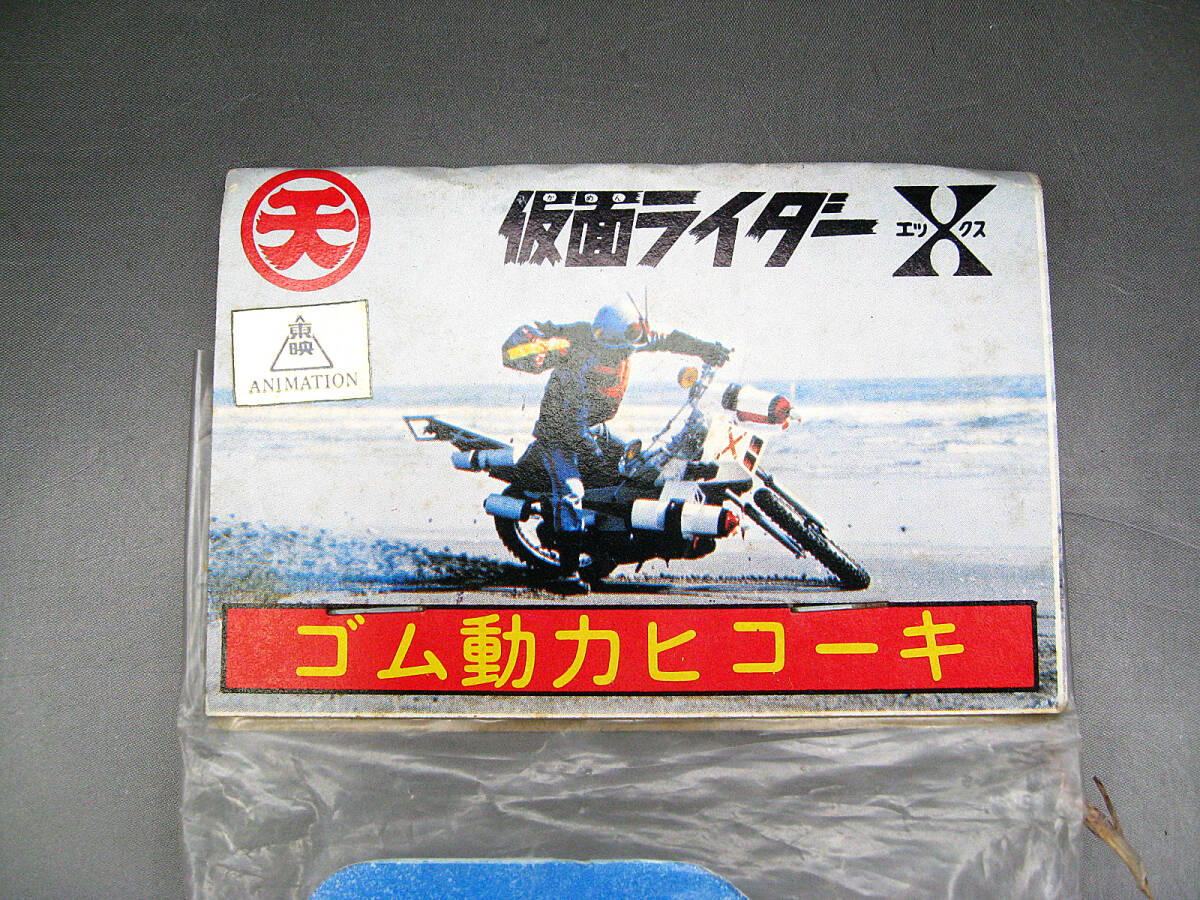 天
仮面ライダー X
かめん
エックス
東映
ANIMATION
X
ゴム動力ヒコーキ